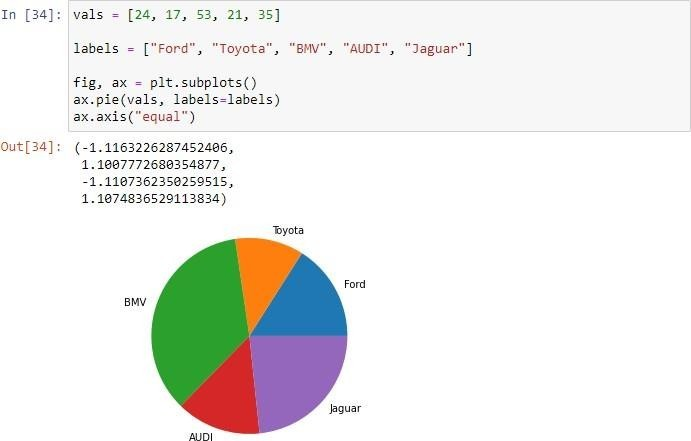 In [34]: vals = [24, 17, 53, 21, 35]
labels = ["Ford", "Toyota", "BMV", "AUDI", "Jaguar"]
fig, ax = plt.subplots()
ax.pie(vals, labels=labels)
ax.axis("equal")
Out[34]: (-1.1163226287452406,
1.1007772680354877,
-1.1107362350259515,
1.1074836529113834)
Toyota
Ford
BMV
Jaguar
AUDI